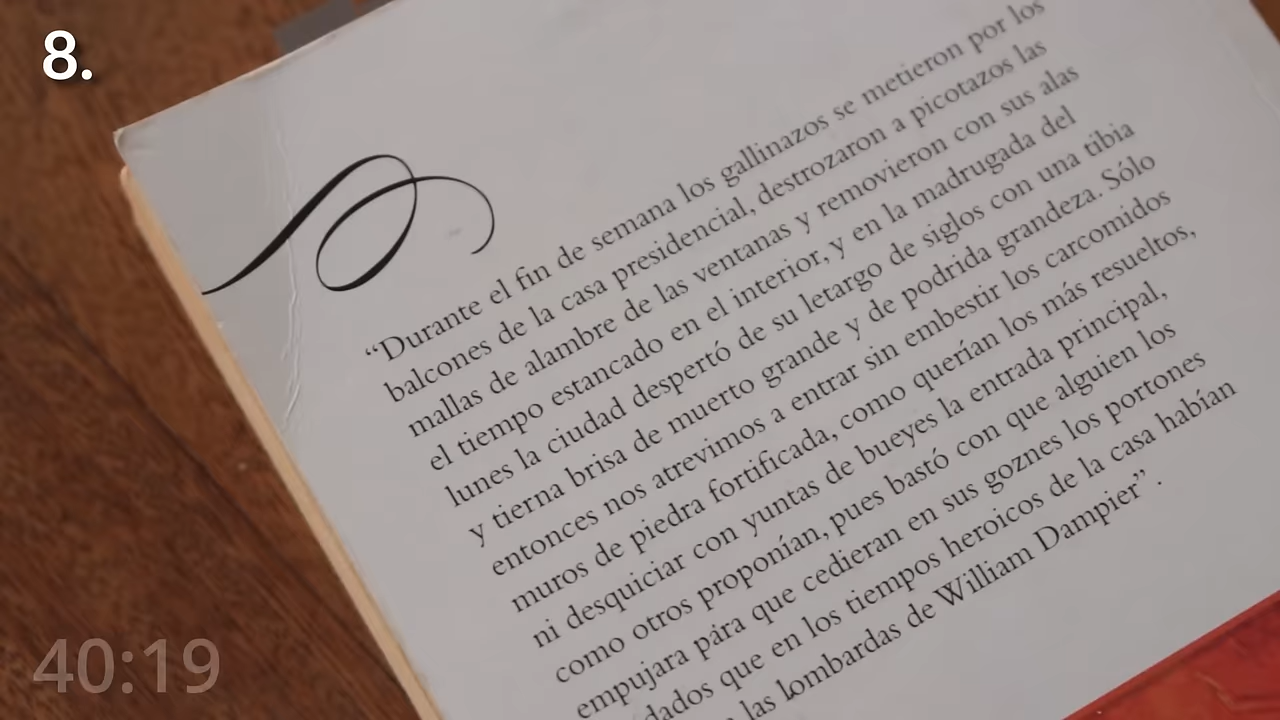 8.
“Durante el fin de semana los gallinazos se metieron por los
balcones de la casa presidencial, destrozaron a picotazos las
mallas de alambre de las ventanas y removieron con sus alas
el tiempo estancado en el interior, y en la madrugada del
lunes la ciudad despertó de su letargo de siglos con una tibia
y tierna brisa de muerto grande y de podrida grandeza. Sólo
entonces nos atrevimos a entrar sin embestir los carcomidos
muros de piedra fortificada, como querían los más resueltos,
ni desquiciar con yuntas de bueyes la entrada principal,
como otros proponían, pues bastó con que alguien los
empujara para que cedieran en sus goznes los portones
dados que en los tiempos heroicos de la casa habían
las lombardas de William Dampier”.
40:19